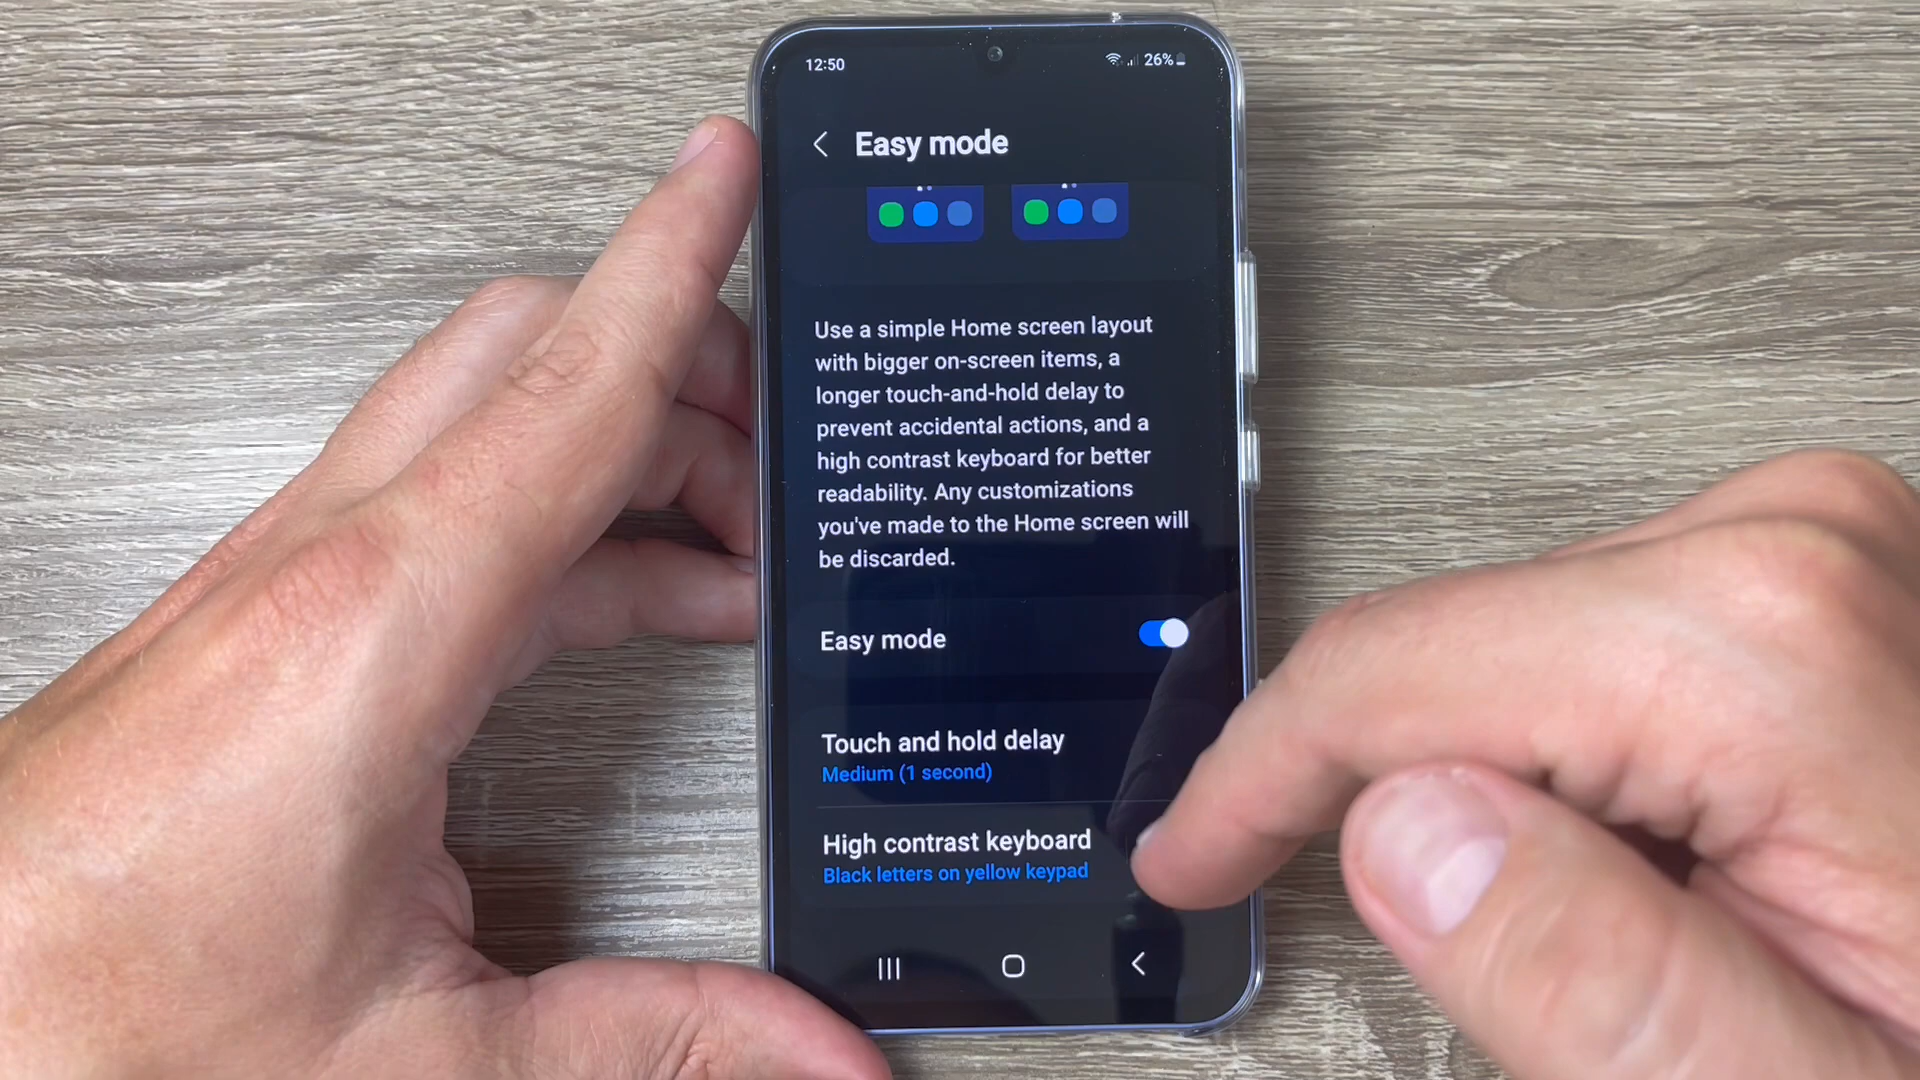 12:50
26%
Easy mode
Use a simple Home screen layout
with bigger on-screen items, a
longer touch-and-hold delay to
prevent accidental actions, and a
high contrast keyboard for better
readability. Any customizations
you've made to the Home screen will
be discarded.
Easy mode
Touch and hold delay
Medium (1 second)
High contrast keyboard
Black letters on yellow keypad